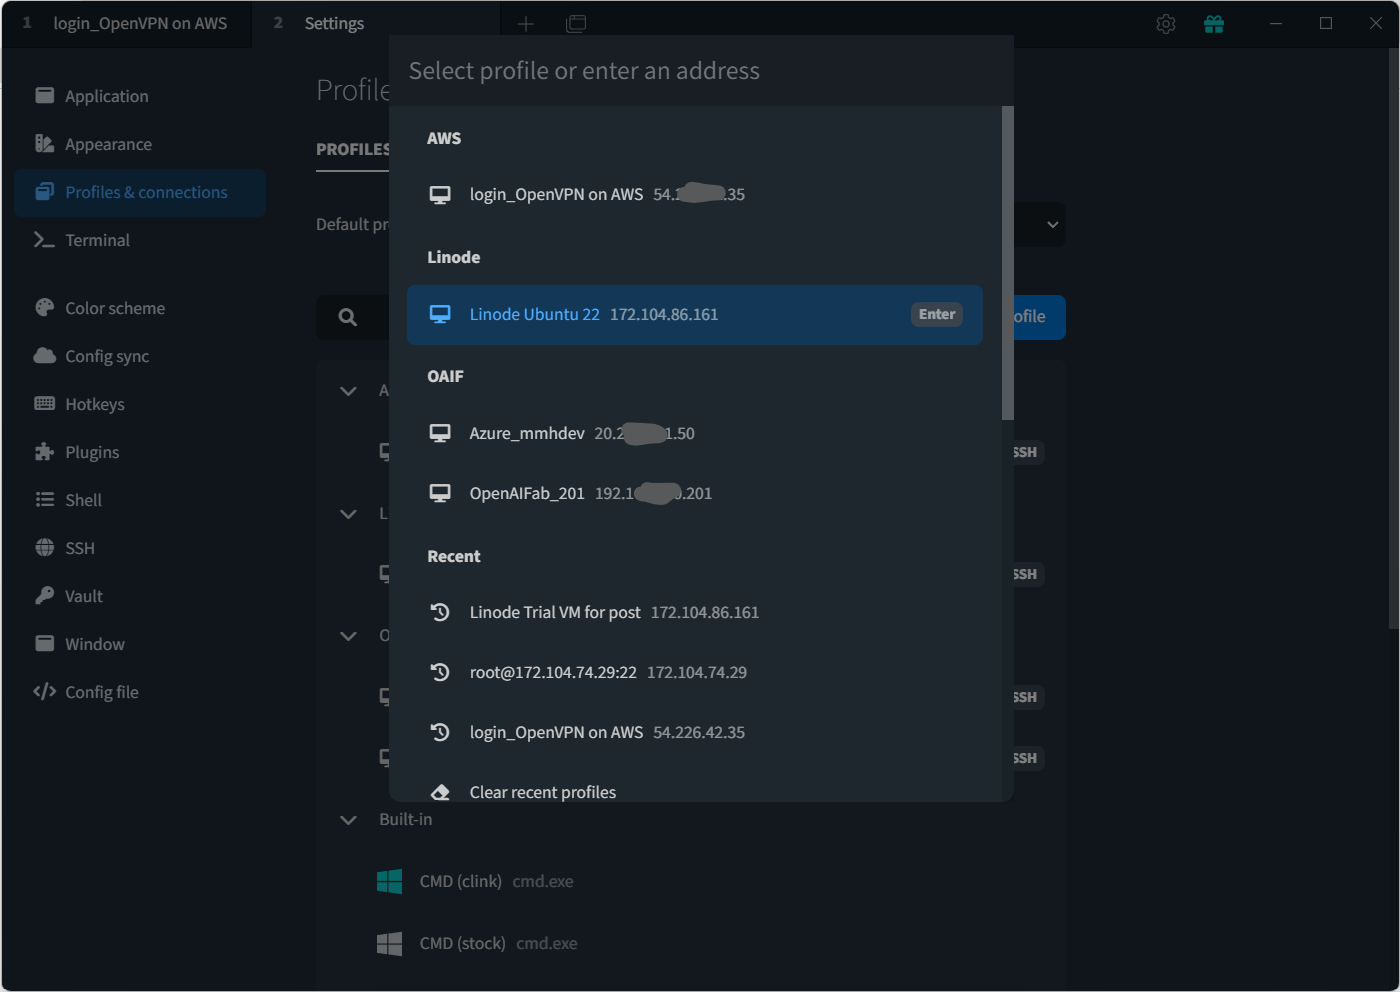 1 login_OpenVPN on AWS 2 Settings
Select profile or enter an address
Application
Appearance
Profiles & connections
Terminal
Color scheme
Config sync
Hotkeys
Plugins
Shell
SSH
Vault
Window
Config file
Profile
PROFILES
Default pr
AWS
login_OpenVPN on AWS 54. .35
Linode
Linode Ubuntu 22 172.104.86.161 Enter
ofile
OAIF
A
Azure_mmhdev 20.2 1.50
SSH
OpenAIFab_201 192.1 .201
L
Recent
SSH
Linode Trial VM for post 172.104.86.161
O
root@172.104.74.29:22 172.104.74.29
SSH
login_OpenVPN on AWS 54.226.42.35
SSH
Clear recent profiles
Built-in
CMD (clink) cmd.exe
CMD (stock) cmd.exe